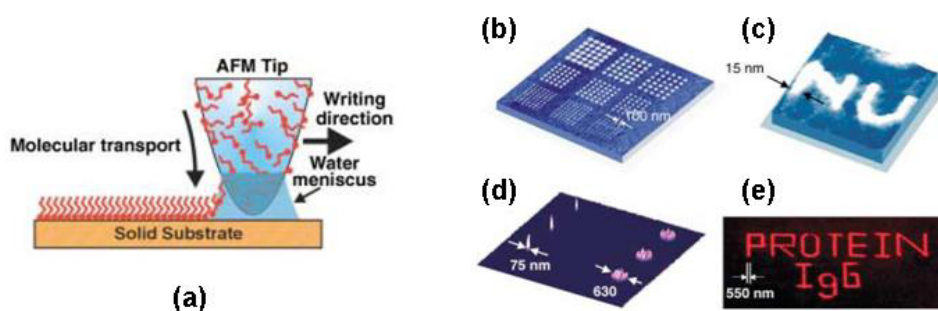 AFM Tip
Writing
direction
Molecular transport
Water
meniscus
Solid Substrate
(a)
(b)
100 nm
(c)
15 nm
NU
(d)
75 nm
630
(e)
PROTEIN
IgG
550 nm